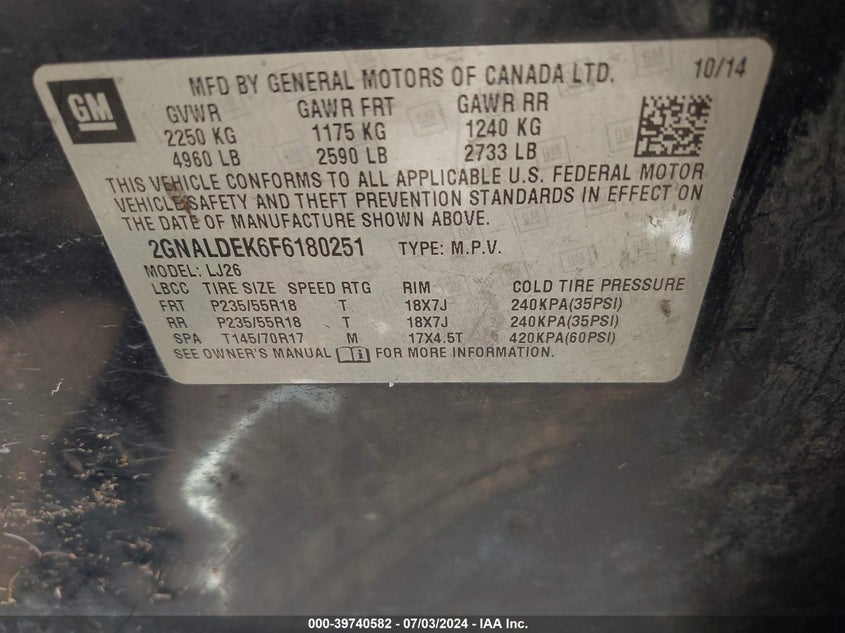 GM
MFD BY GENERAL MOTORS OF CANADA LTD. 10/14
GVWR GAWR FRT GAWR RR
2250 KG 1175 KG 1240 KG
4960 LB 2590 LB 2733 LB
THIS VEHICLE CONFORMS TO ALL APPLICABLE U.S. FEDERAL MOTOR
VEHICLE SAFETY AND THEFT PREVENTION STANDARDS IN EFFECT ON
THE DATE OF MANUFACTURE SHOWN ABOVE.
2GNALDEK6F6180251 TYPE: M.P.V.
MODEL: LJ26
LBCC TIRE SIZE SPEED RTG RIM COLD TIRE PRESSURE
FRT P235/55R18 T 18X7J 240KPA(35PSI)
RR P235/55R18 T 18X7J 240KPA(35PSI)
SPA T145/70R17 M 17X4.5T 420KPA(60PSI)
SEE OWNER'S MANUAL FOR MORE INFORMATION.
000-39740582 - 07/03/2024 - IAA Inc.